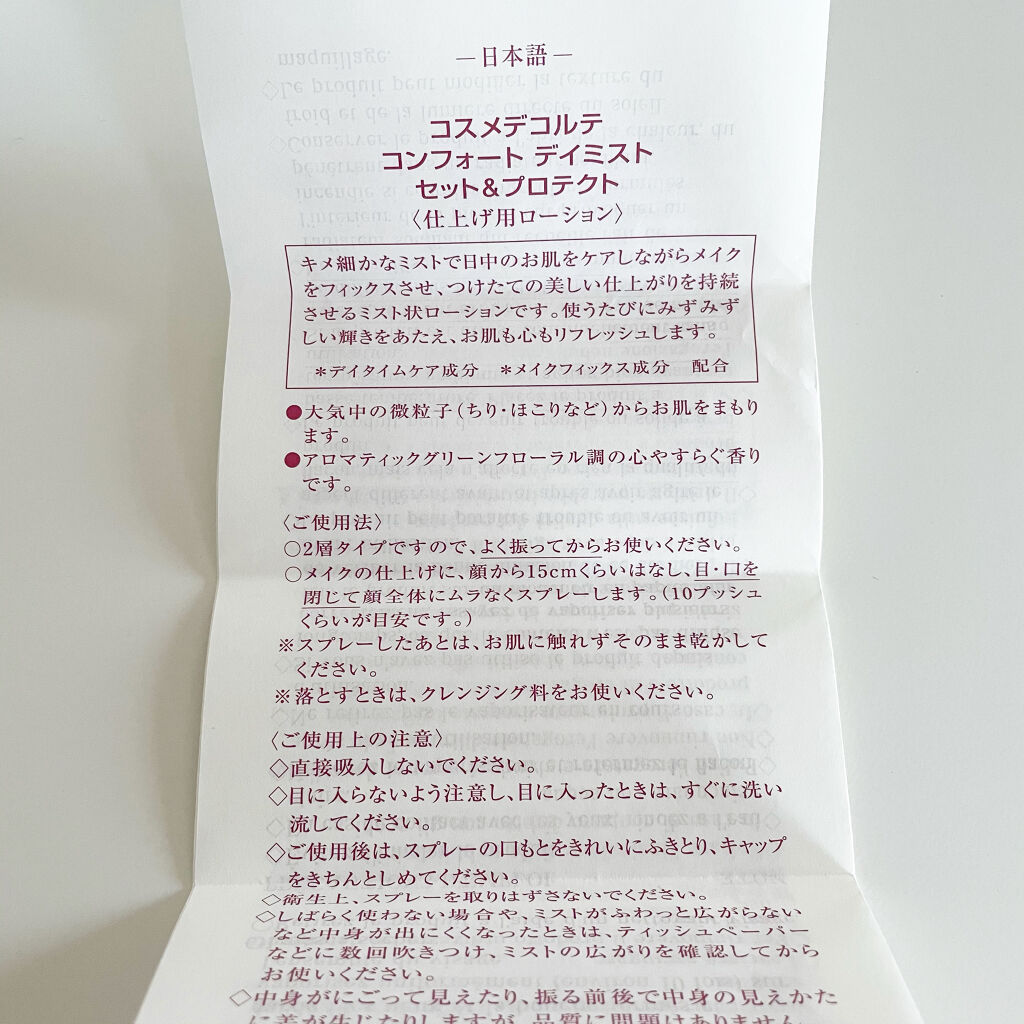 ―日本語―
コスメデコルテ
コンフォート デイミスト
セット&プロテクト
〈仕上げ用ローション〉
キメ細かなミストで日中のお肌をケアしながらメイク
をフィックスさせ、つけたての美しい仕上がりを持続
させるミスト状ローションです。使うたびにみずみず
しい輝きをあたえ、お肌も心もリフレッシュします。
＊デイタイムケア成分　＊メイクフィックス成分　配合
●大気中の微粒子（ちり・ほこりなど）からお肌をまもり
ます。
●アロマティックグリーンフローラル調の心やすらぐ香り
です。
〈ご使用法〉
○2層タイプですので、よく振ってからお使いください。
○メイクの仕上げに、顔から15cmくらいはなし、目・口を
閉じて顔全体にムラなくスプレーします。（10プッシュ
くらいが目安です。）
※スプレーしたあとは、お肌に触れずそのまま乾かして
ください。
※落とすときは、クレンジング料をお使いください。
〈ご使用上の注意〉
◇直接吸入しないでください。
◇目に入らないよう注意し、目に入ったときは、すぐに洗い
流してください。
◇ご使用後は、スプレーの口もとをきれいにふきとり、キャップ
をきちんとしめてください。
◇衛生上、スプレーを取りはずさないでください。
◇しばらく使わない場合や、ミストがふわっと広がらない
など中身が出にくくなったときは、ティッシュペーパー
などに数回吹きつけ、ミストの広がりを確認してから
お使いください。
◇中身がにごって見えたり、振る前後で中身の見えかた
に差が生じたりしますが、品質に問題はありません。